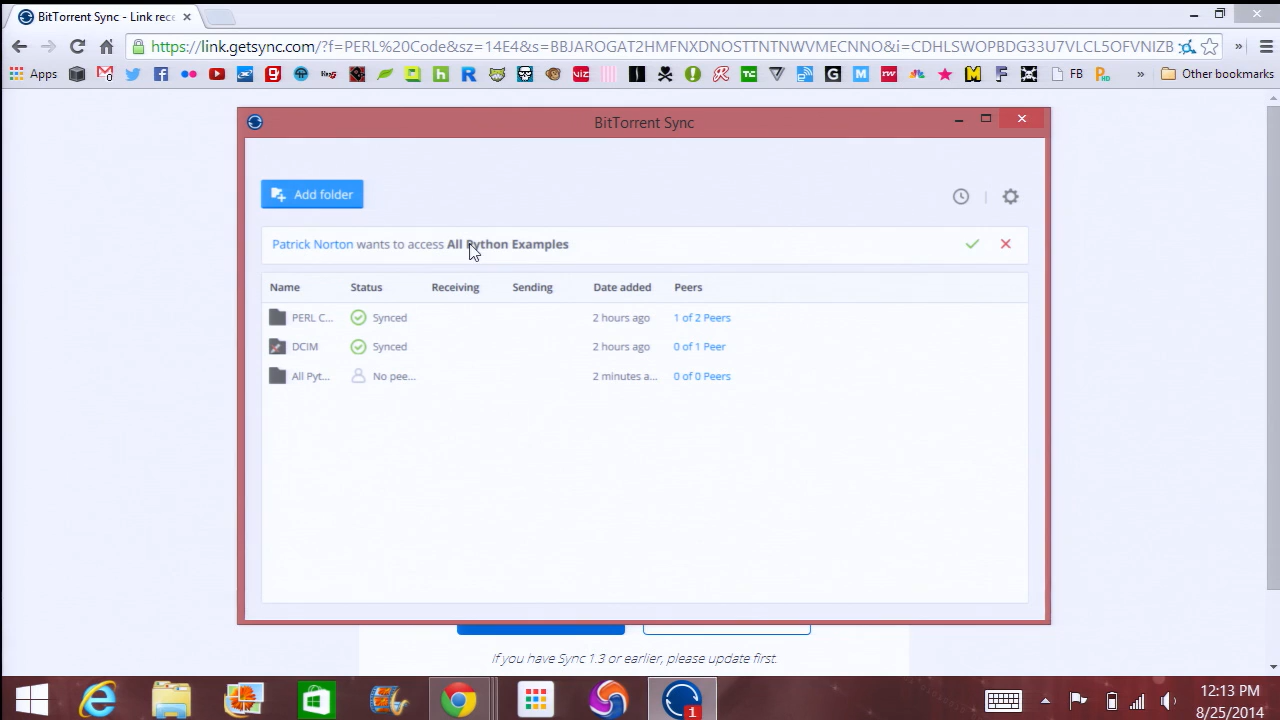 BitTorrent Sync - Link rece
https://link.getsync.com/?f=PERL%20Code&sz=14E4&s=
Apps
FB
Other bookmarks
BitTorrent Sync
Add folder
Patrick Norton wants to access All Python Examples
Name Status Receiving Sending Date added Peers
PERL C... Synced 2 hours ago 1 of 2 Peers
DCIM Synced 2 hours ago 0 of 1 Peer
All Pyt... No pee... 2 minutes a... 0 of 0 Peers
if you have Sync 1.3 or earlier, please update first.
1
12:13 PM
8/25/2014